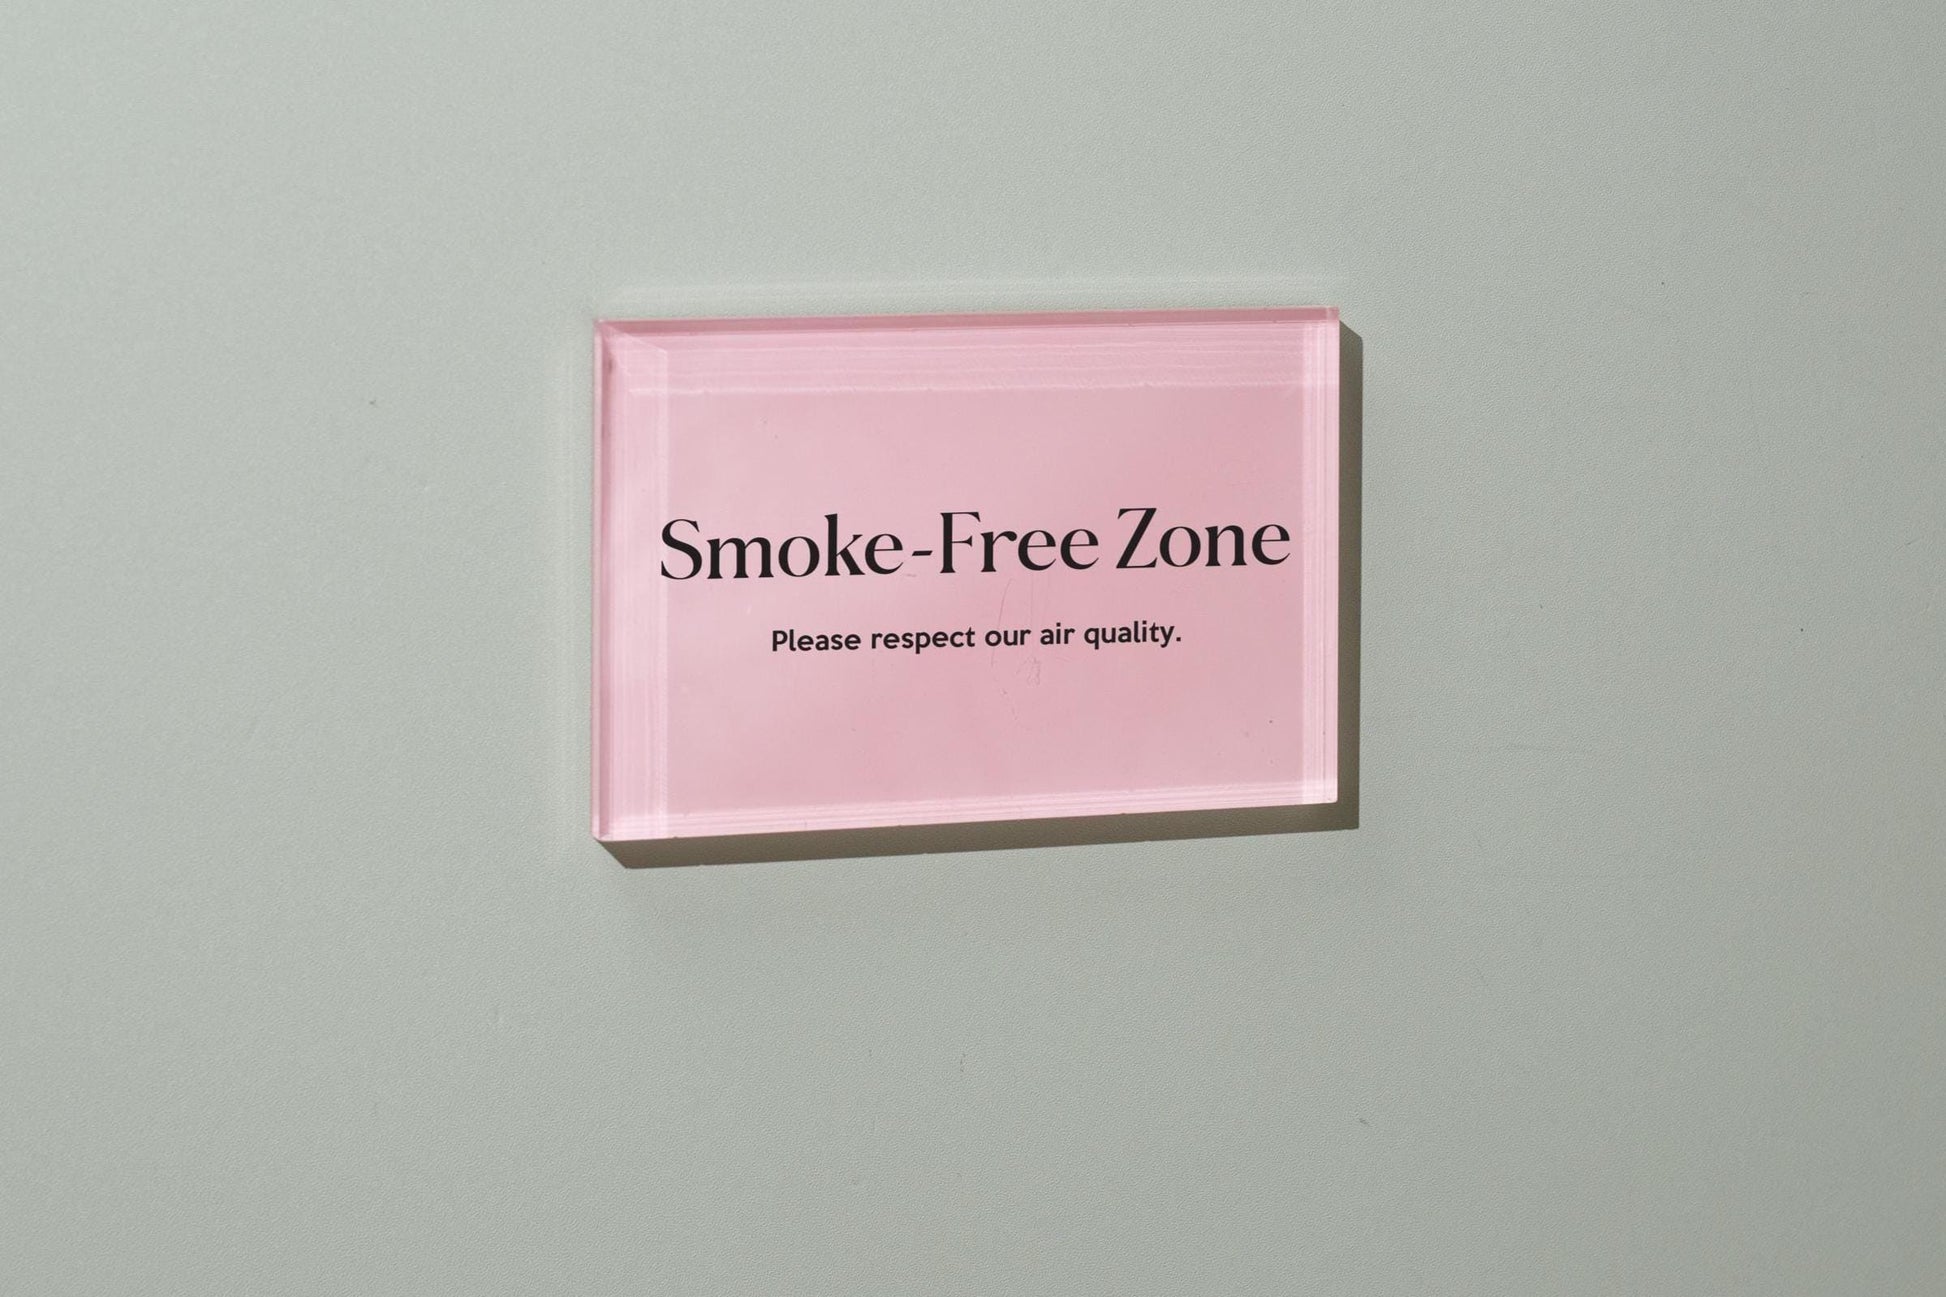 Smoke-Free Zone
Please respect our air quality.